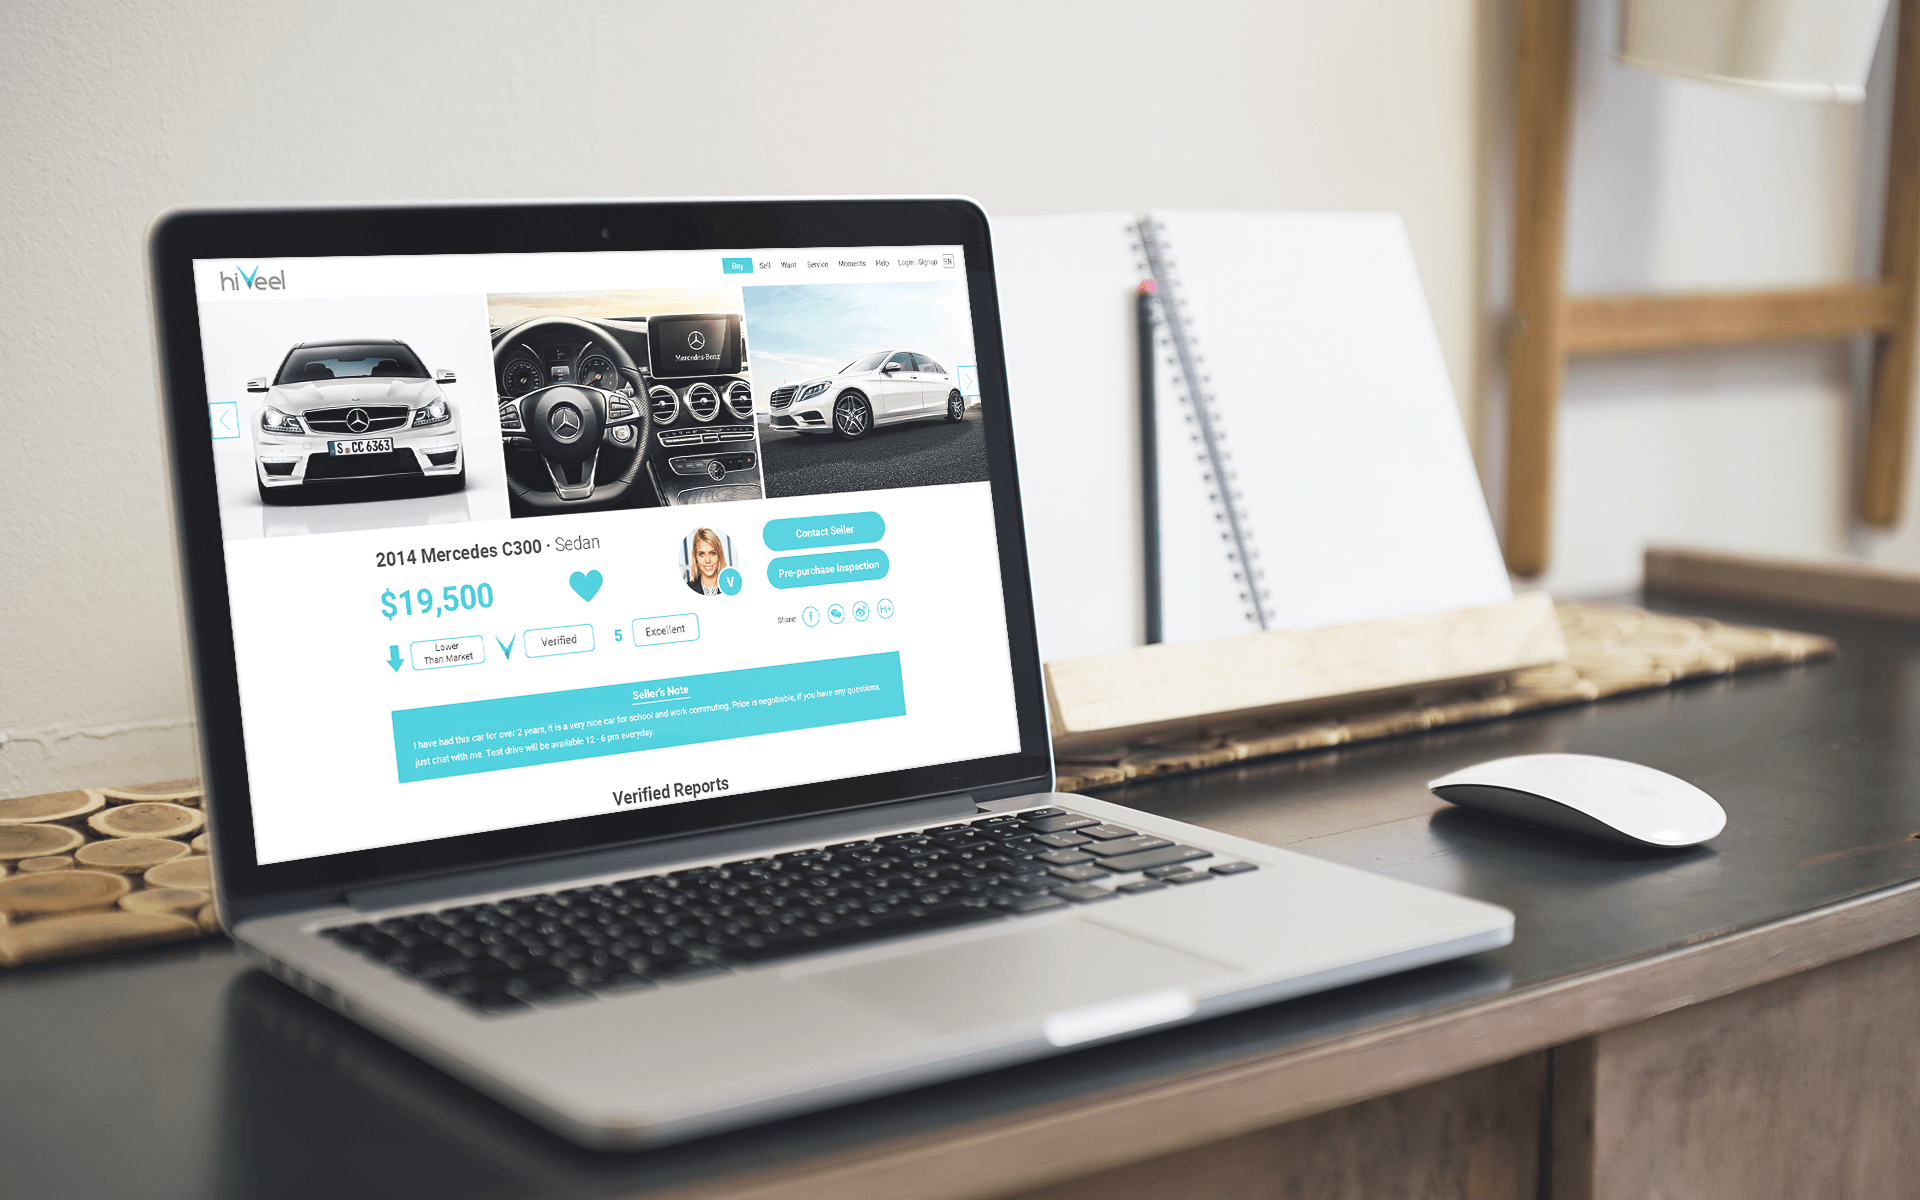 hiVeel
Buy Sell Want Service Moments Help Login | Signup EN
S CC 6363
Mercedes-Benz
2014 Mercedes C300 · Sedan
$19,500
V
Contact Seller
Pre-purchase Inspection
Share: f hi+
Lower
Than Market
Verified
5 Excellent
Seller's Note
I have had this car for over 2 years, it is a very nice car for school and work commuting. Price is negotiable, if you have any questions,
just chat with me. Test drive will be available 12 - 6 pm everyday.
Verified Reports